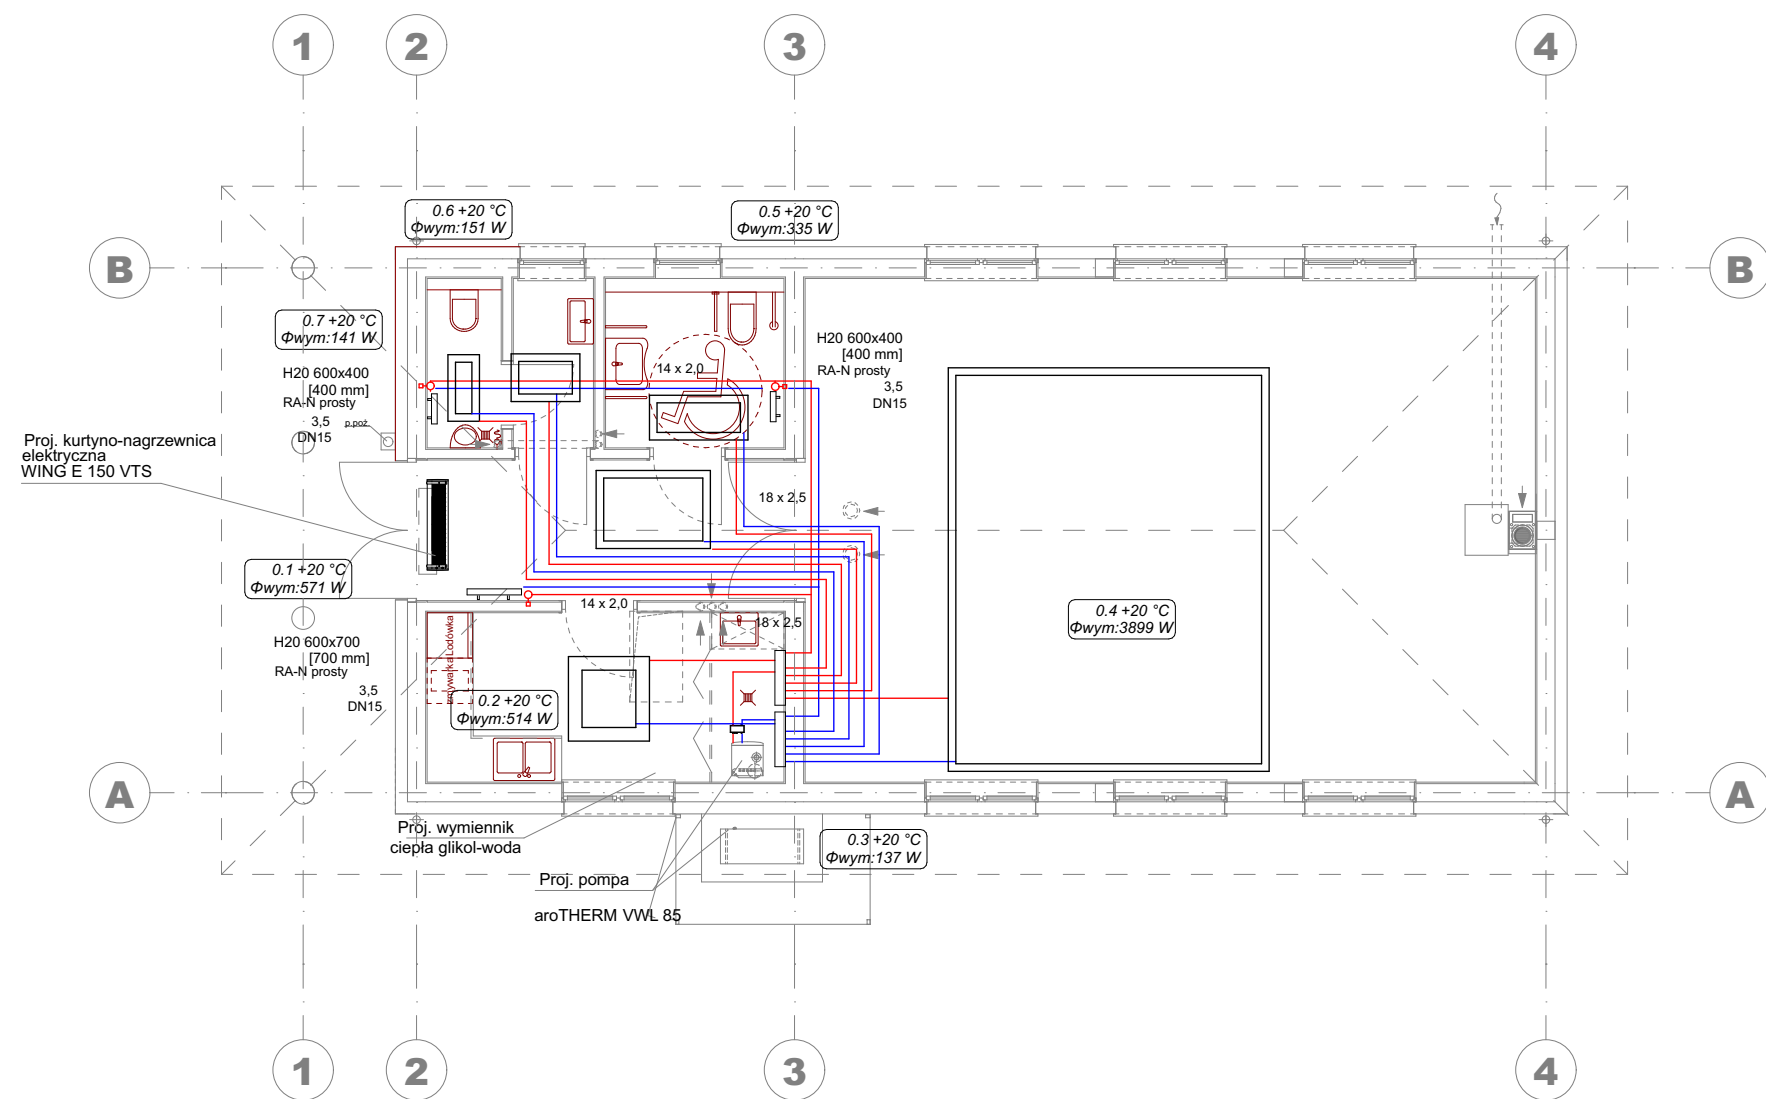 1
2
3
4
0.6 +20 °C
Φwym:151 W
0.5 +20 °C
Φwym:335 W
B
B
0.7 +20 °C
Φwym:141 W
H20 600x400
[400 mm]
RA-N prosty
3,5
DN15
p.poż.
H20 600x400
[400 mm]
RA-N prosty
3,5
DN15
14 x 2,0
Proj. kurtyno-nagrzewnica
elektryczna
WING E 150 VTS
18 x 2,5
0.1 +20 °C
Φwym:571 W
14 x 2,0
18 x 2,5
0.4 +20 °C
Φwym:3899 W
H20 600x700
[700 mm]
RA-N prosty
3,5
DN15
Lodówka
zmywarka
0.2 +20 °C
Φwym:514 W
A
A
Proj. wymiennik
ciepła glikol-woda
0.3 +20 °C
Φwym:137 W
Proj. pompa
aroTHERM VWL 85
1
2
3
4